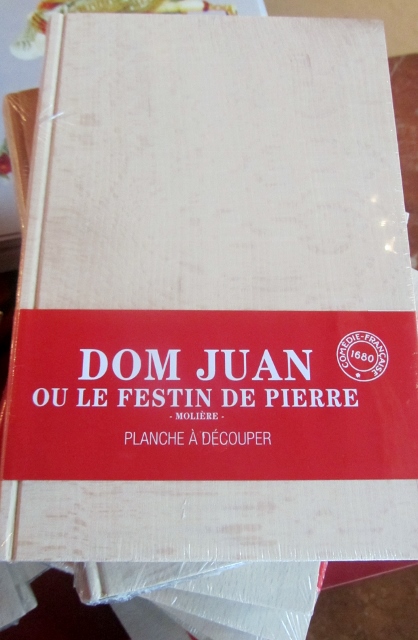 DOM JUAN
OU LE FESTIN DE PIERRE
- MOLIÈRE -
PLANCHE À DÉCOUPER
COMÉDIE-FRANÇAISE
1680